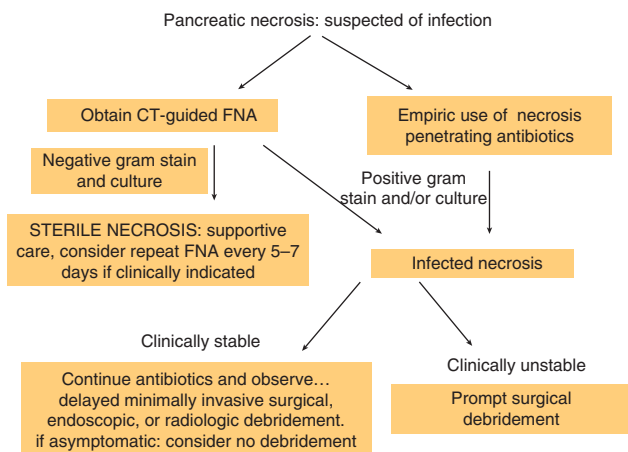 Pancreatic necrosis: suspected of infection
Obtain CT-guided FNA
Empiric use of necrosis
penetrating antibiotics
Negative gram stain
and culture
Positive gram
stain and/or culture
STERILE NECROSIS: supportive
care, consider repeat FNA every 5–7
days if clinically indicated
Infected necrosis
Clinically stable
Clinically unstable
Continue antibiotics and observe...
delayed minimally invasive surgical,
endoscopic, or radiologic debridement.
if asymptomatic: consider no debridement
Prompt surgical
debridement